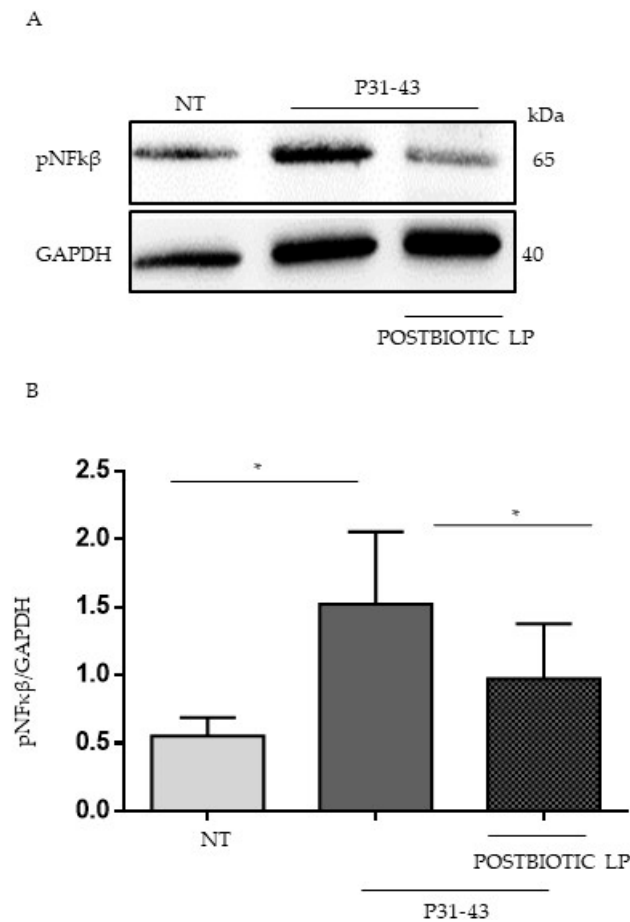 A
P31-43
NT
kDa
pNFkβ
65
GAPDH
40
POSTBIOTIC LP
B
2.5
*
*
2.0
1.5
1.0
0.5
0.0
pNFκβ/GAPDH
NT
POSTBIOTIC LP
P31-43